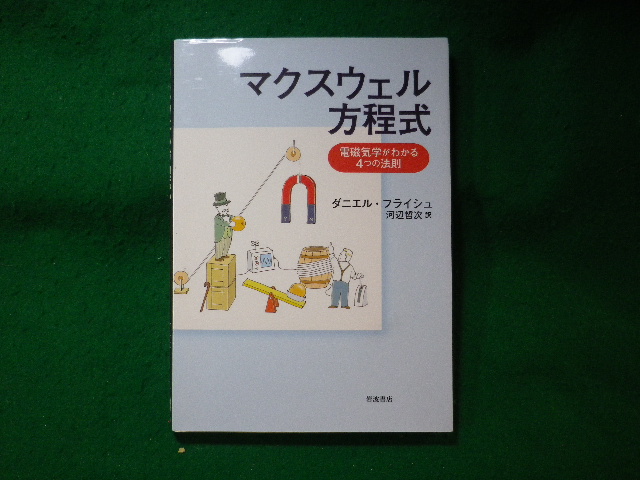 マクスウェル
方程式
電磁気学がわかる
4つの法則
ダニエル・フライシュ
河辺哲次 訳
岩波書店